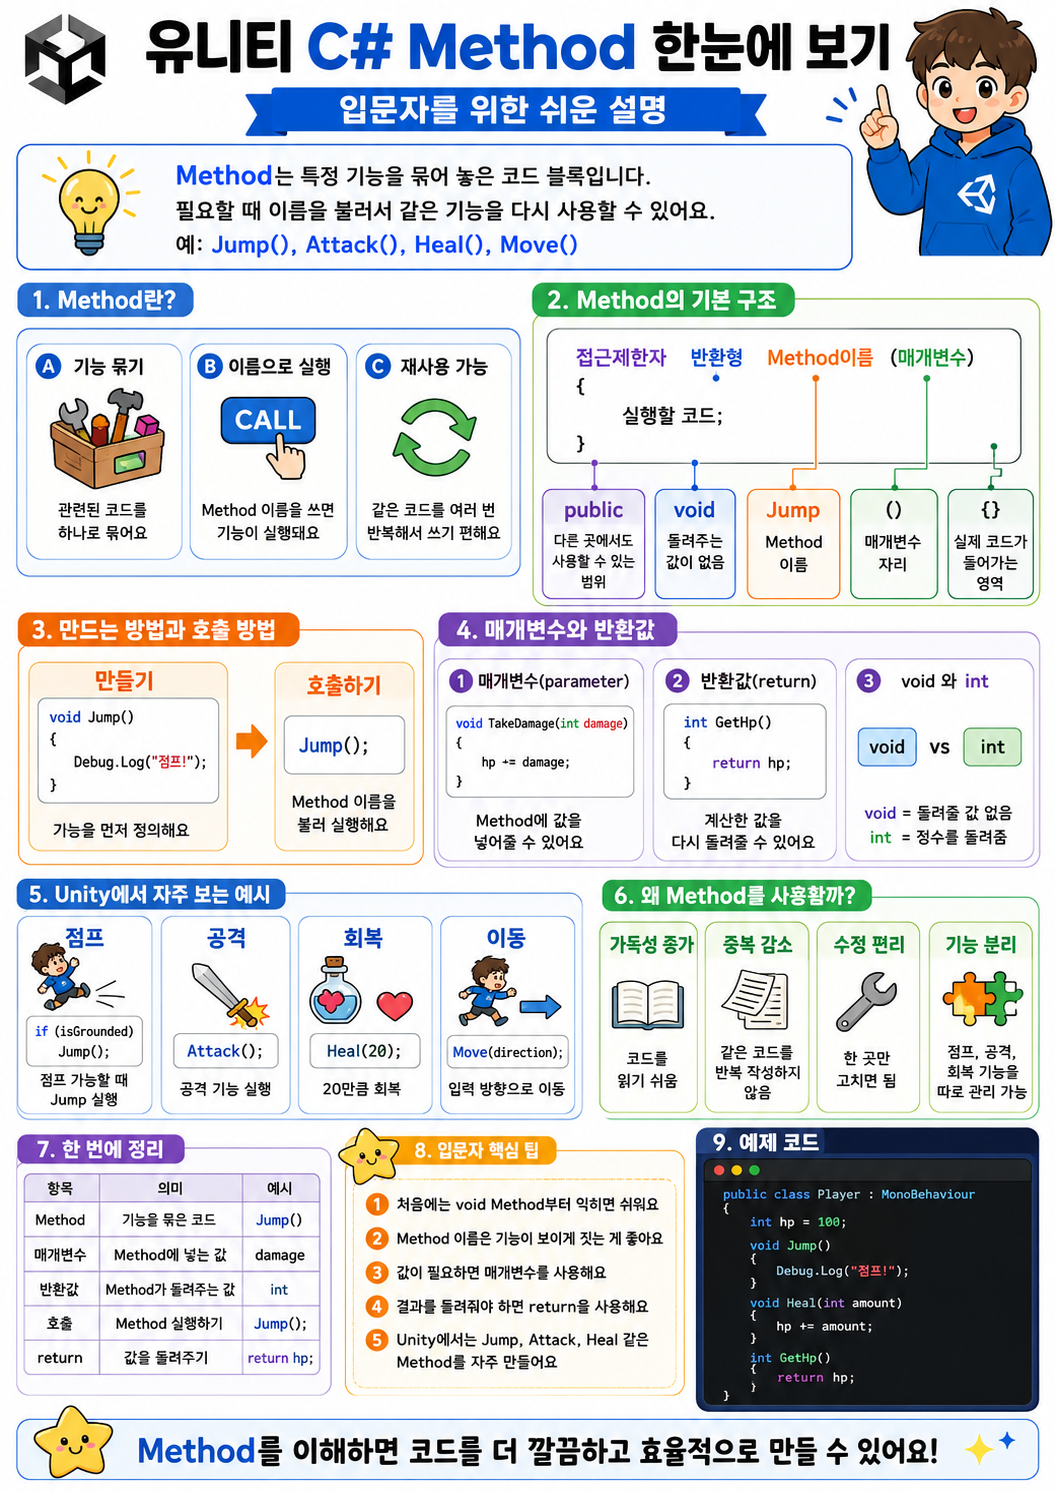 유니티 C# Method 한눈에 보기
입문자를 위한 쉬운 설명
Method는 특정 기능을 묶어 놓은 코드 블록입니다.
필요할 때 이름을 불러서 같은 기능을 다시 사용할 수 있어요.
예: Jump(), Attack(), Heal(), Move()
1. Method란?
A 기능 묶기
관련된 코드를
하나로 묶어요
B 이름으로 실행
CALL
Method 이름을 쓰면
기능이 실행돼요
C 재사용 가능
같은 코드를 여러 번
반복해서 쓰기 편해요
2. Method의 기본 구조
접근제한자 반환형 Method이름 (매개변수)
{
실행할 코드;
}
public
다른 곳에서도
사용할 수 있는
범위
void
돌려주는
값이 없음
Jump
Method
이름
()
매개변수
자리
{}
실제 코드가
들어가는
영역
3. 만드는 방법과 호출 방법
만들기
void Jump()
{
Debug.Log("점프!");
}
가능을 먼저 정의해요
호출하기
Jump();
Method 이름을
불러 실행해요
4. 매개변수와 반환값
1 매개변수(parameter)
void TakeDamage(int damage)
{
hp -= damage;
}
Method에 값을
넣어줄 수 있어요
2 반환값(return)
int GetHp()
{
return hp;
}
계산한 값을
다시 돌려줄 수 있어요
3 void 와 int
void vs int
void = 돌려줄 값 없음
int = 정수를 돌려줌
5. Unity에서 자주 보는 예시
점프
if (isGrounded)
Jump();
점프 가능할 때
Jump 실행
공격
Attack();
공격 기능 실행
회복
Heal(20);
20만큼 회복
이동
Move(direction);
입력 방향으로 이동
6. 왜 Method를 사용홤까?
가독성 종가
코드를
읽기 쉬움
중복 감소
같은 코드를
반복 작성하지
않음
수정 편리
한 곳만
고치면 됨
기능 분리
점프, 공격,
회복 기능을
따로 관리 가능
7. 한 번에 정리
항목 의미 예시
Method 기능을 묶은 코드 Jump()
매개변수 Method에 넣는 값 damage
반환값 Method가 돌려주는 값 int
호출 Method 실행하기 Jump();
return 값을 돌려주기 return hp;
8. 입문자 핵심 팁
1 처음에는 void Method부터 익히면 쉬워요
2 Method 이름은 기능이 보이게 짓는 게 좋아요
3 값이 필요하면 매개변수를 사용해요
4 결과를 돌려줘야 하면 return을 사용해요
5 Unity에서는 Jump, Attack, Heal 같은
Method를 자주 만들어요
9. 예제 코드
public class Player : MonoBehaviour
{
int hp = 100;
void Jump()
{
Debug.Log("점프!");
}
void Heal(int amount)
{
hp += amount;
}
int GetHp()
{
return hp;
}
}
Method를 이해하면 코드를 더 깔끔하고 효율적으로 만들 수 있어요!